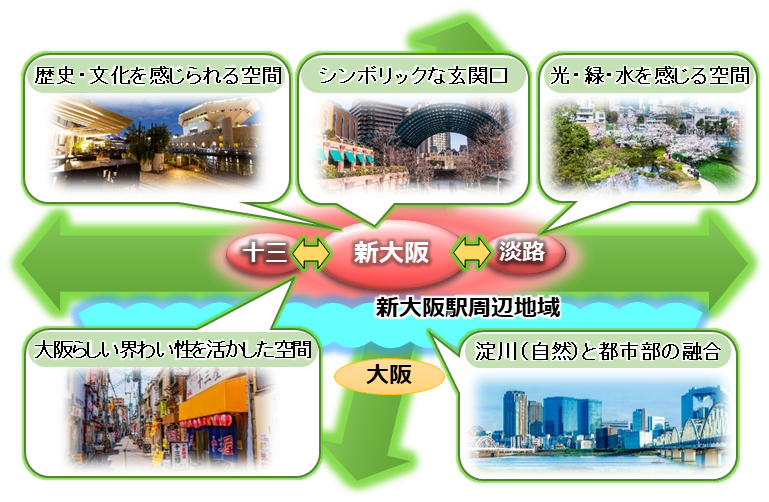 歴史・文化を感じられる空間
シンボリックな玄関口
光・緑・水を感じる空間
十三
新大阪
淡路
新大阪駅周辺地域
大阪らしい界わい性を活かした空間
大阪
淀川(自然)と都市部の融合